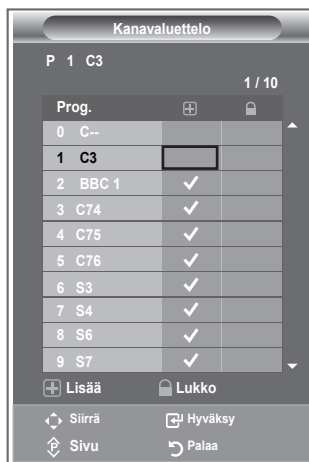 Kanavaluettelo
P 1 C3
1 / 10
Prog.
0 C--
1 C3
2 BBC 1
3 C74
4 C75
5 C76
6 S3
7 S4
8 S6
9 S7
Lisää Lukko
Siirrä Hyväksy
Sivu Palaa